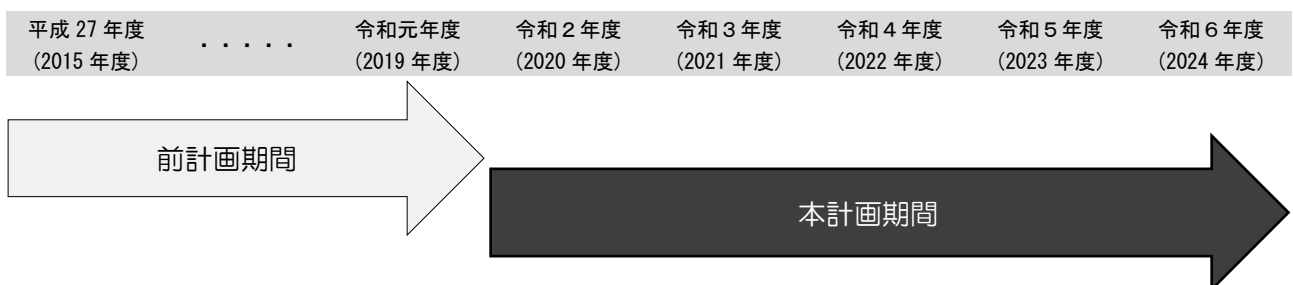 平成 27 年度 ・・・・・ 令和元年度 令和２年度 令和３年度 令和４年度 令和５年度 令和６年度
（2015 年度） （2019 年度） （2020 年度） （2021 年度） （2022 年度） （2023 年度） （2024 年度）
前計画期間
本計画期間